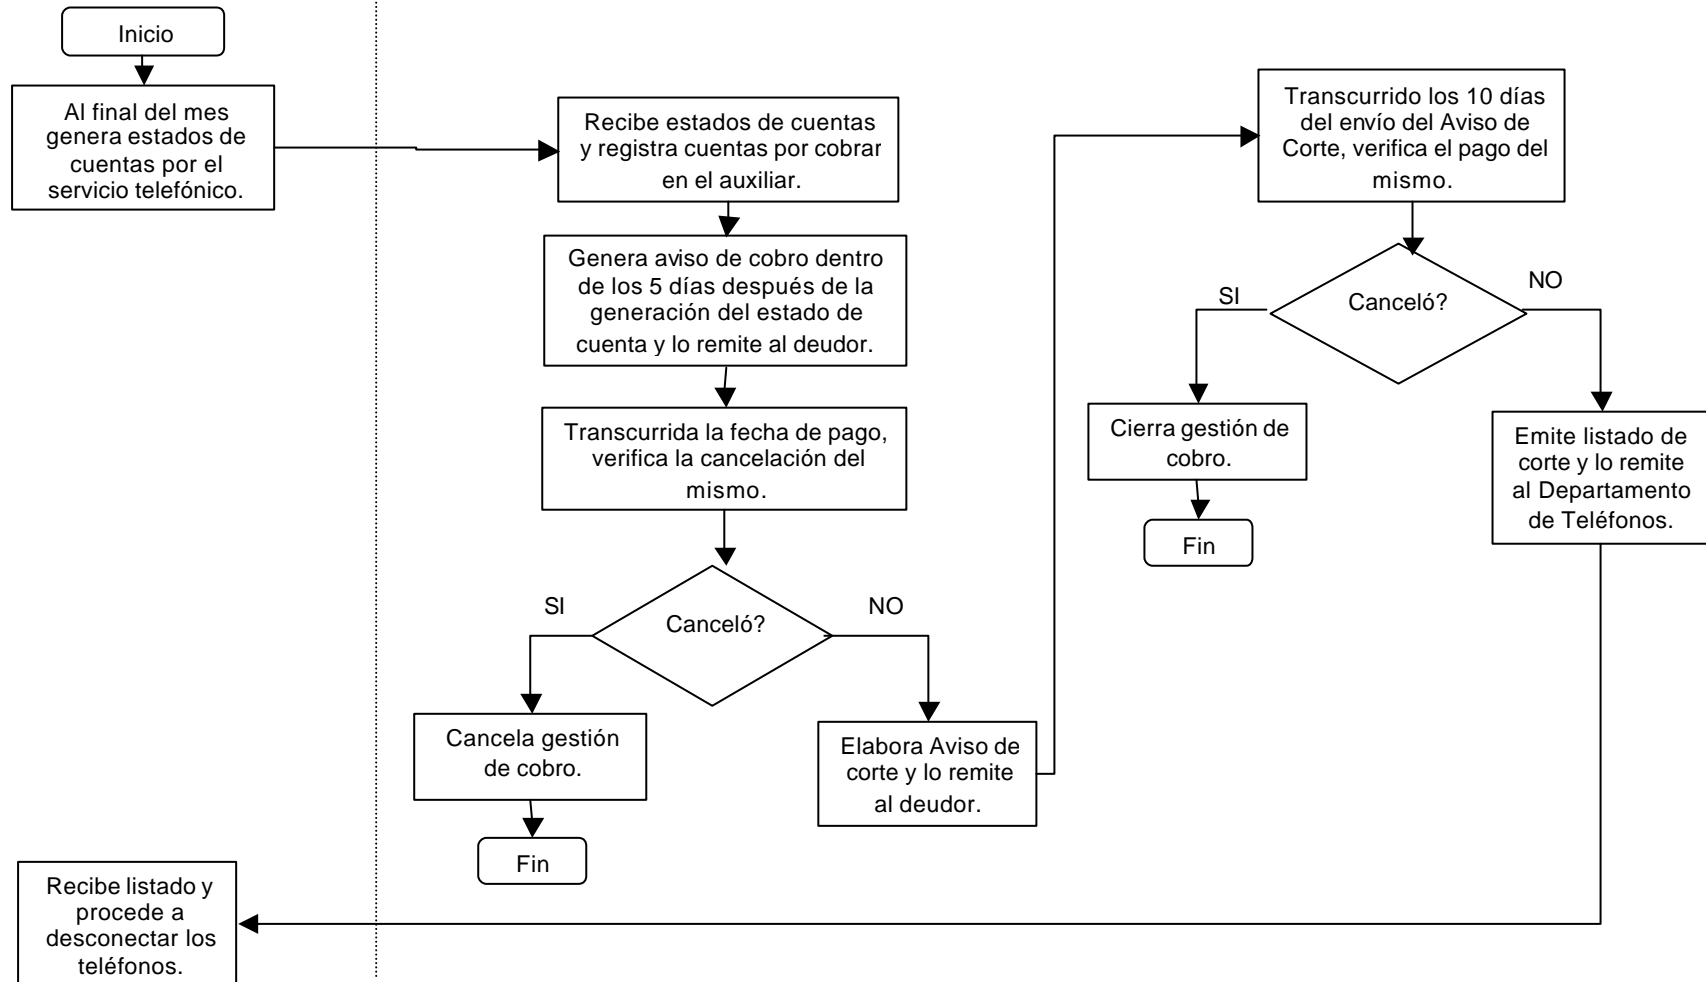 Inicio
Al final del mes
genera estados de
cuentas por el
servicio telefónico.
Recibe estados de cuentas
y registra cuentas por cobrar
en el auxiliar.
Genera aviso de cobro dentro
de los 5 días después de la
generación del estado de
cuenta y lo remite al deudor.
Transcurrida la fecha de pago,
verifica la cancelación del
mismo.
Canceló?
SI
NO
Cancela gestión
de cobro.
Fin
Elabora Aviso de
corte y lo remite
al deudor.
Transcurrido los 10 días
del envío del Aviso de
Corte, verifica el pago del
mismo.
Canceló?
SI
NO
Cierra gestión de
cobro.
Fin
Emite listado de
corte y lo remite
al Departamento
de Teléfonos.
Recibe listado y
procede a
desconectar los
teléfonos.